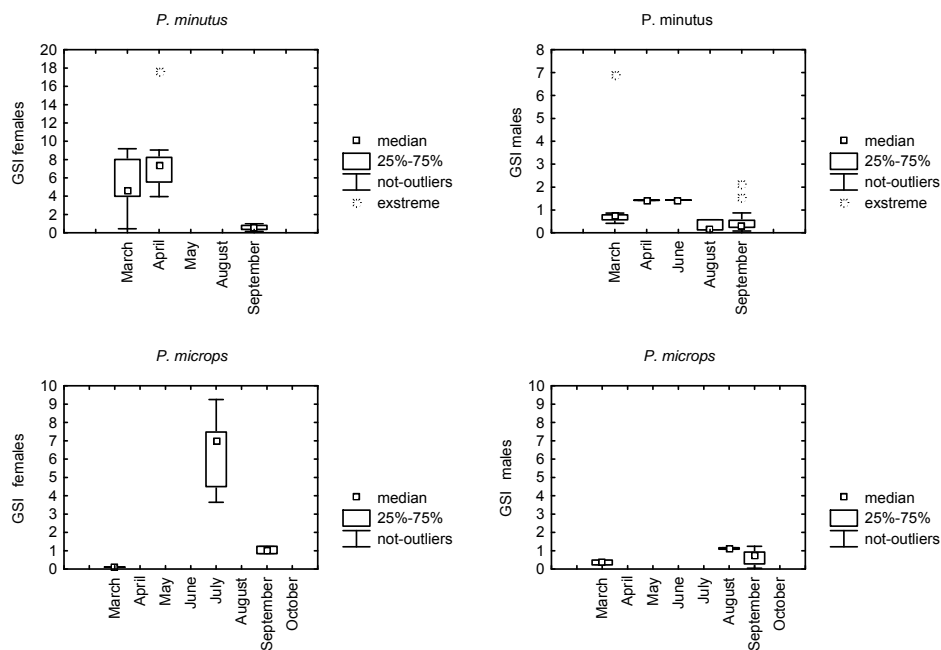 P. minutus
20
18
16
14
12
10
8
6
4
2
0
GSI females
March
April
May
August
September
median
25%-75%
not-outliers
exstreme
P. minutus
8
7
6
5
4
3
2
1
0
GSI males
March
April
June
August
September
median
25%-75%
not-outliers
exstreme
P. microps
10
9
8
7
6
5
4
3
2
1
0
GSI females
March
April
May
June
July
August
September
October
median
25%-75%
not-outliers
P. microps
10
9
8
7
6
5
4
3
2
1
0
GSI males
March
April
May
June
July
August
September
October
median
25%-75%
not-outliers